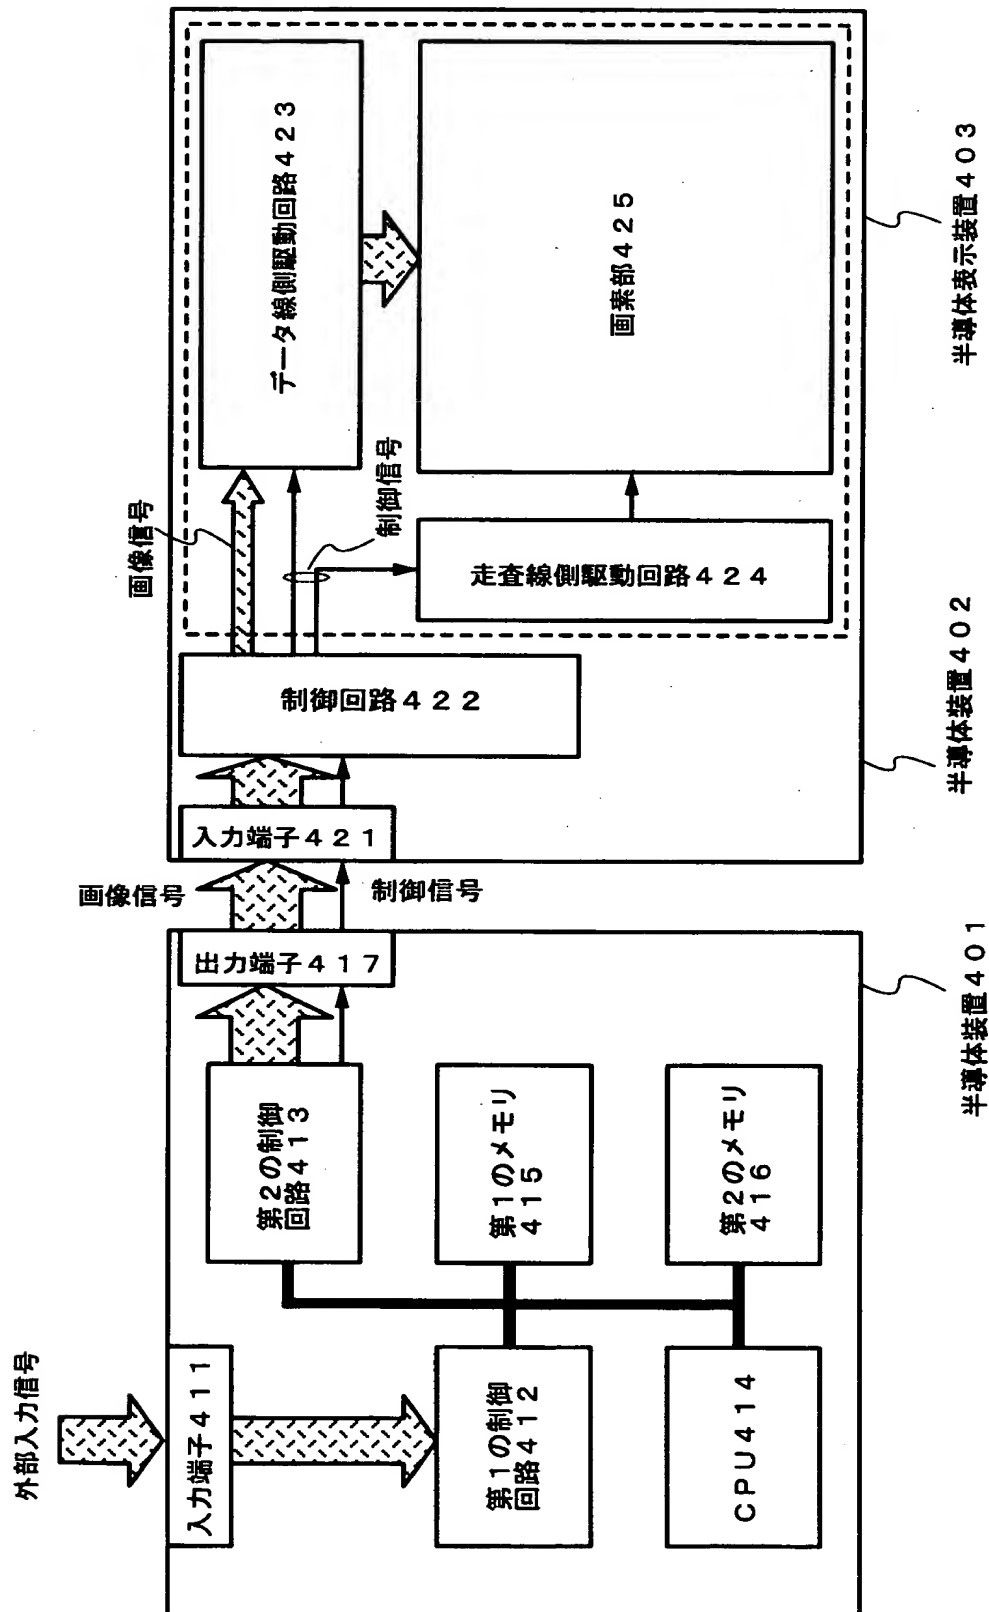 外部入力信号
入力端子411
第1の制御
回路412
CPU414
第2の制御
回路413
第1のメモリ
415
第2のメモリ
416
出力端子417
半導体装置401
画像信号
制御信号
入力端子421
制御回路422
半導体装置402
画像信号
制御信号
データ線側駆動回路423
走査線側駆動回路424
画素部425
半導体表示装置403